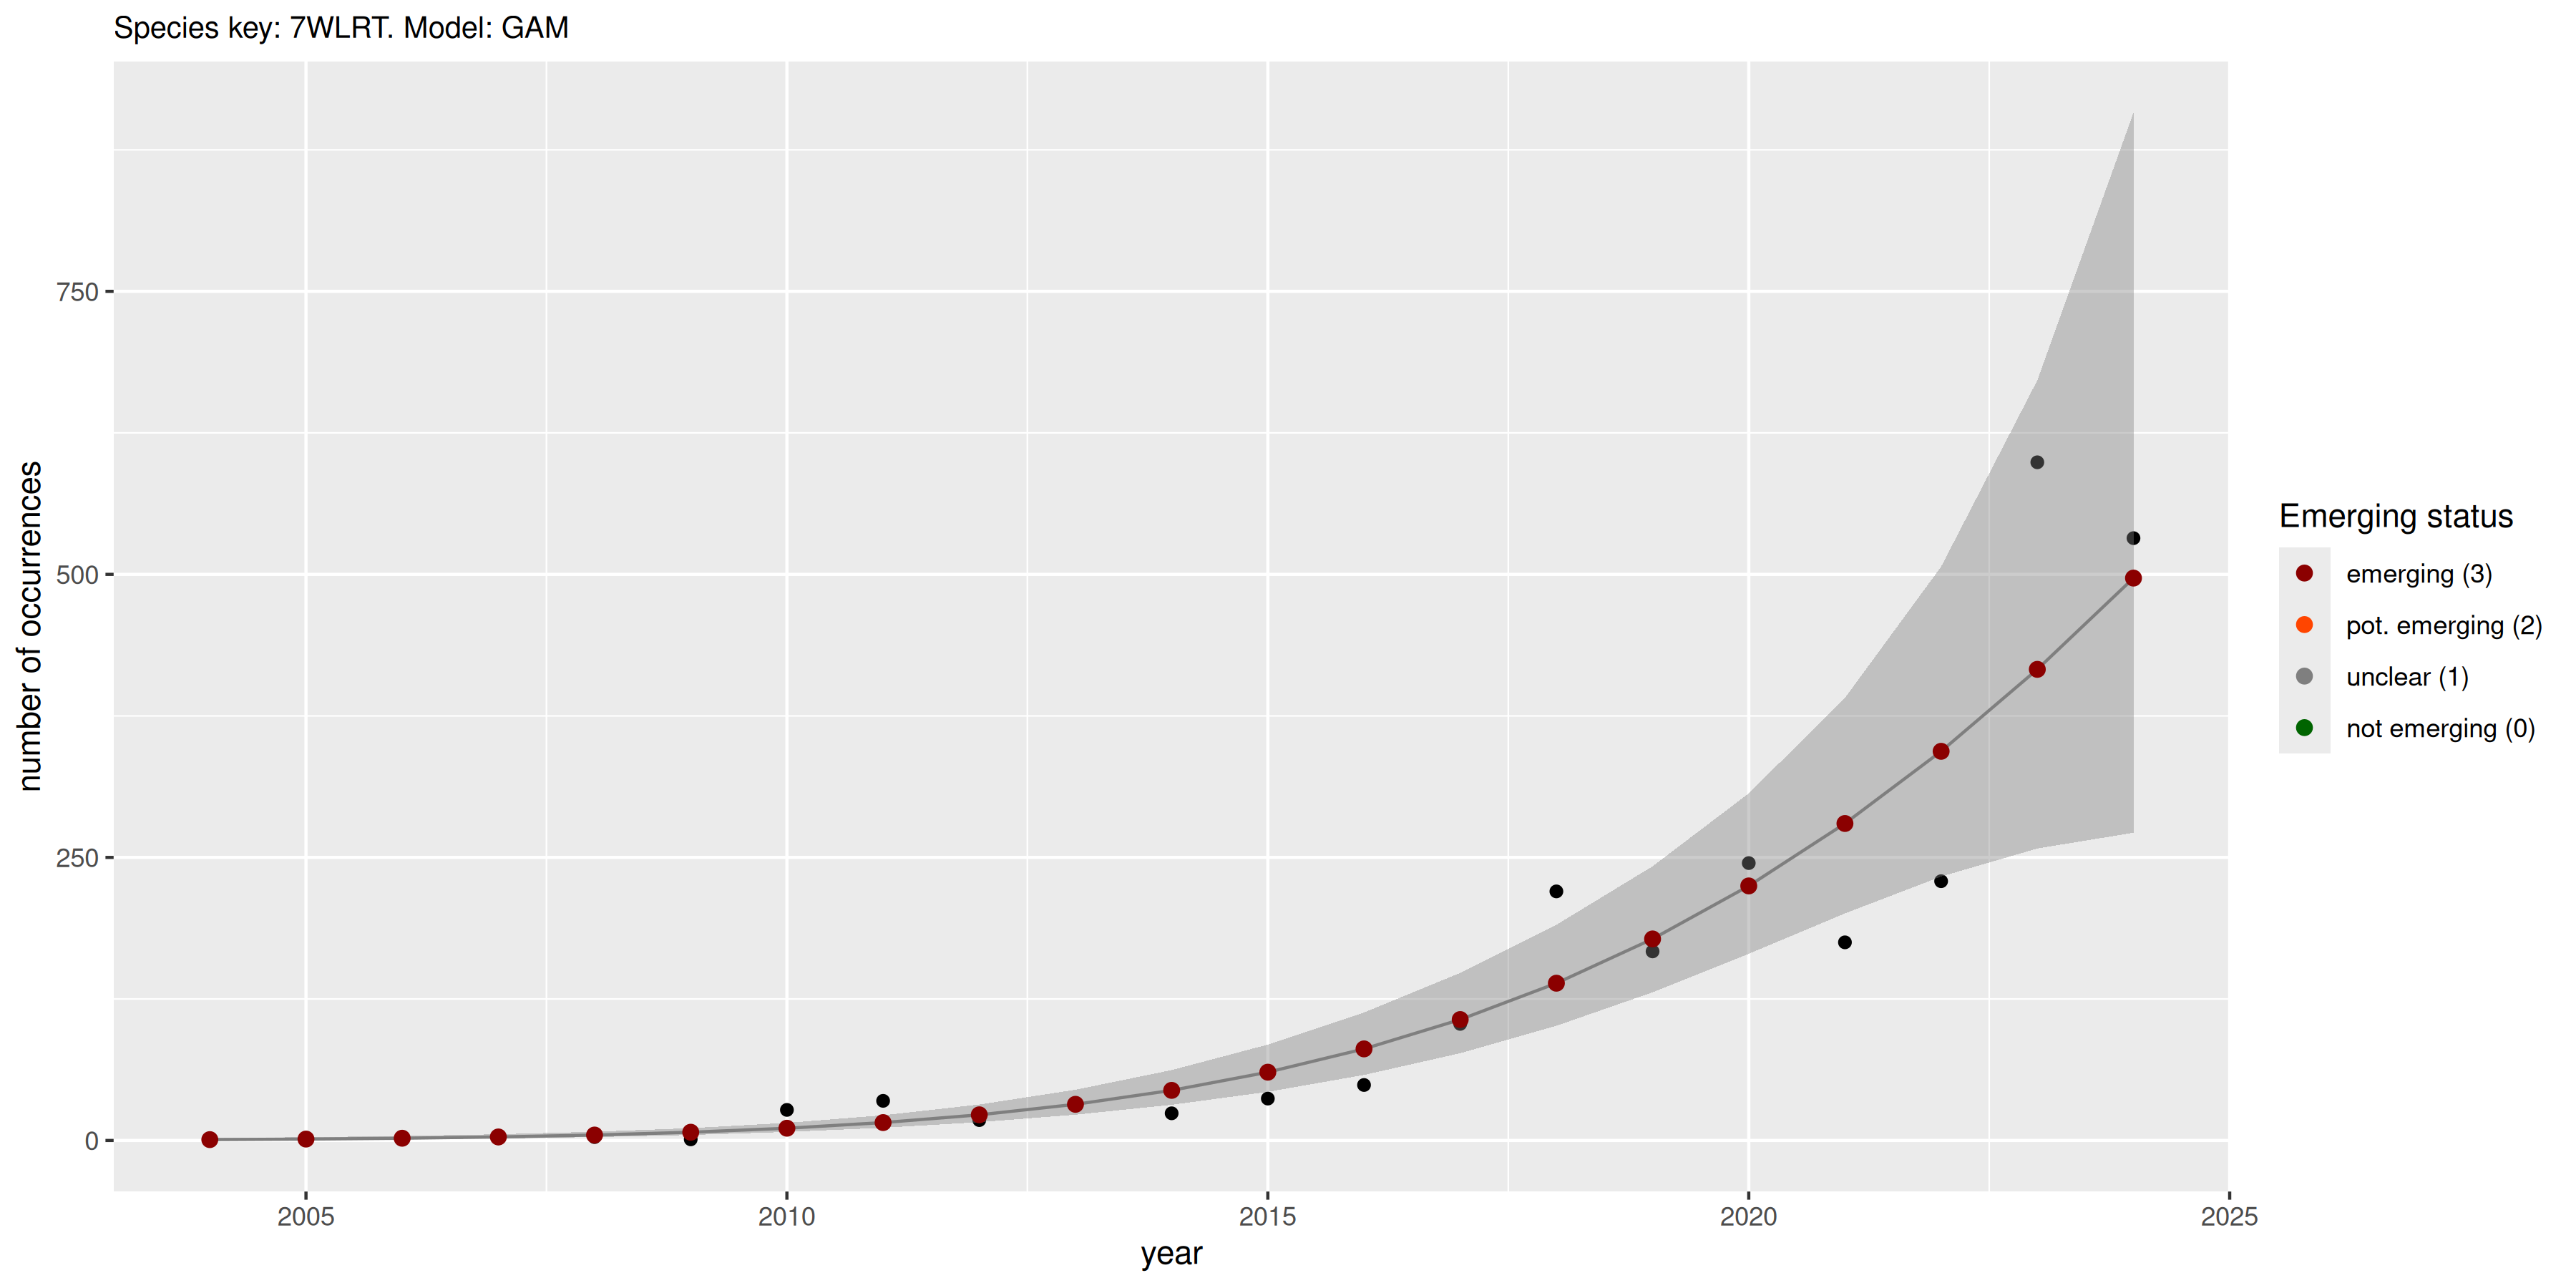 Species key: 7WLRT. Model: GAM
750
500
250
0
number of occurrences
2005
2010
2015
2020
2025
year
Emerging status
emerging (3)
pot. emerging (2)
unclear (1)
not emerging (0)